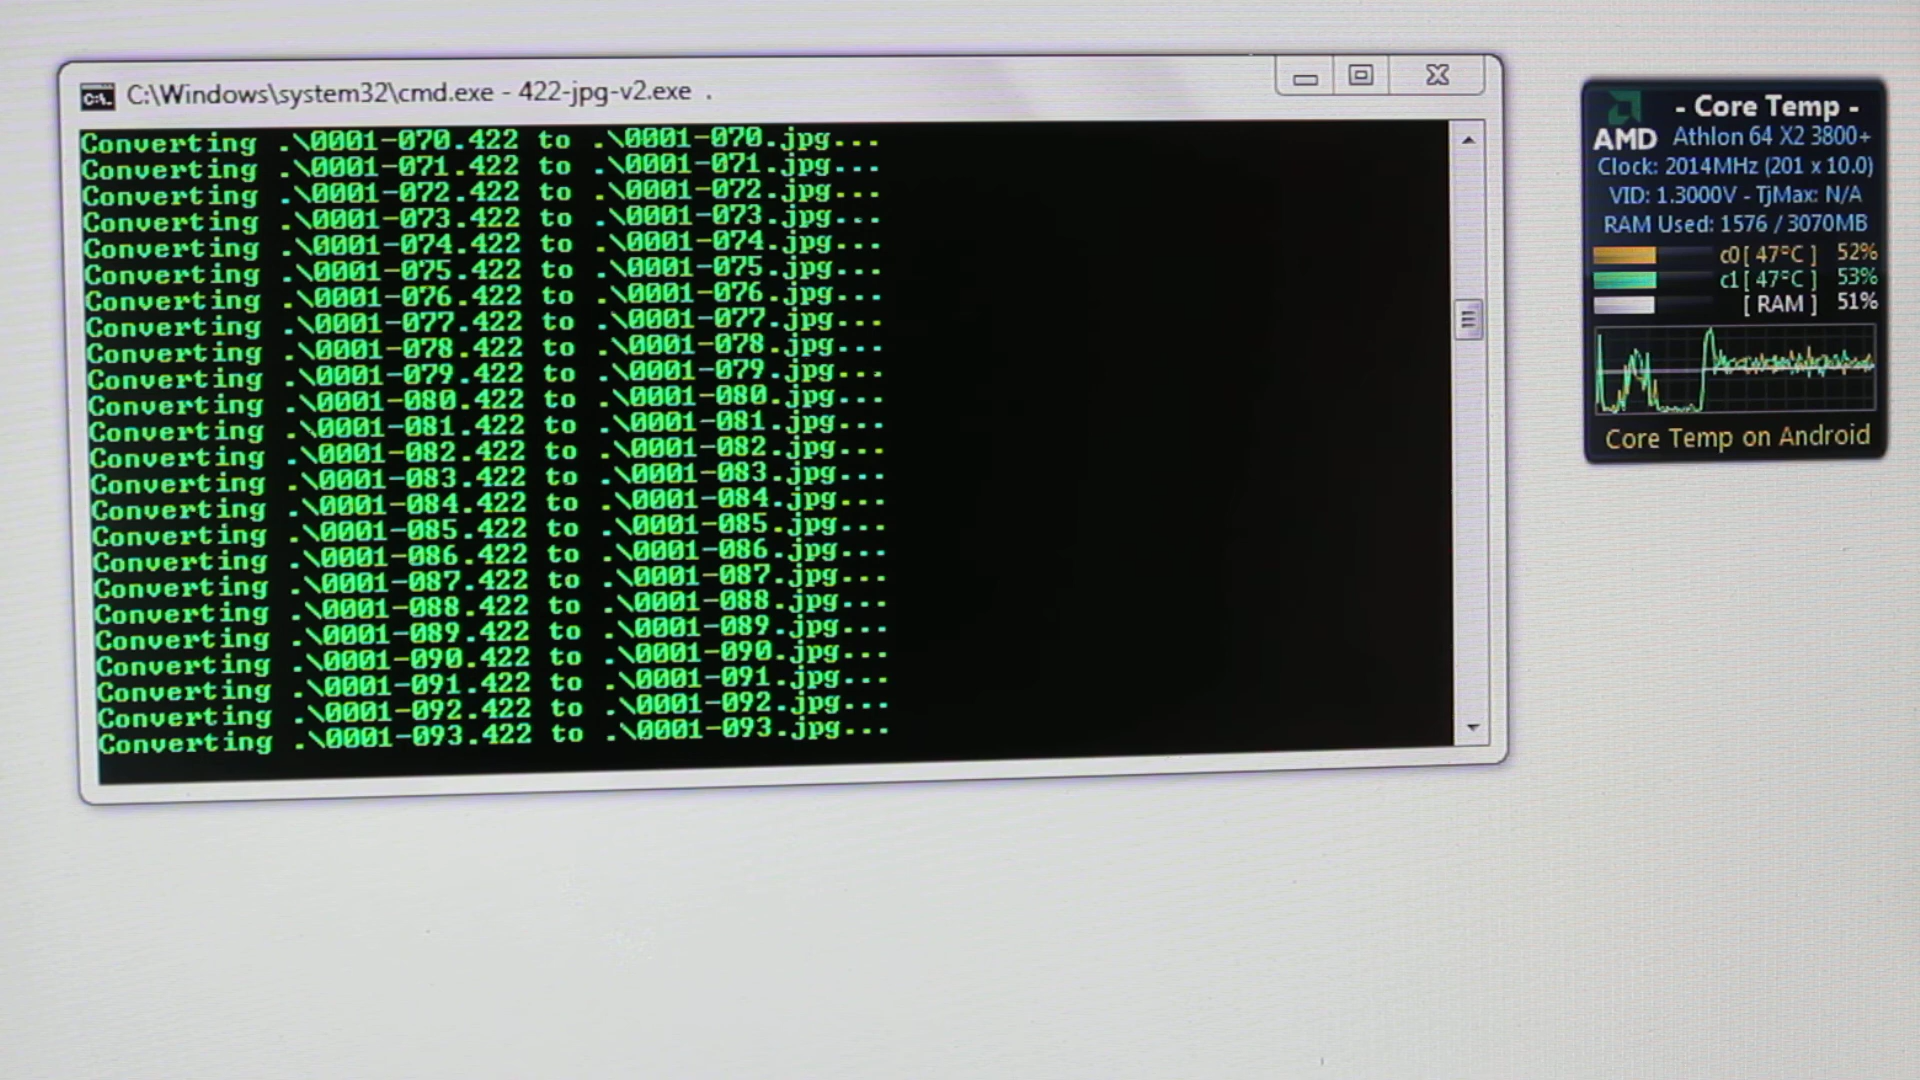 C:\Windows\system32\cmd.exe - 422-jpg-v2.exe .
Converting .\0001-070.422 to .\0001-070.jpg...
Converting .\0001-071.422 to .\0001-071.jpg...
Converting .\0001-072.422 to .\0001-072.jpg...
Converting .\0001-073.422 to .\0001-073.jpg...
Converting .\0001-074.422 to .\0001-074.jpg...
Converting .\0001-075.422 to .\0001-075.jpg...
Converting .\0001-076.422 to .\0001-076.jpg...
Converting .\0001-077.422 to .\0001-077.jpg...
Converting .\0001-078.422 to .\0001-078.jpg...
Converting .\0001-079.422 to .\0001-079.jpg...
Converting .\0001-080.422 to .\0001-080.jpg...
Converting .\0001-081.422 to .\0001-081.jpg...
Converting .\0001-082.422 to .\0001-082.jpg...
Converting .\0001-083.422 to .\0001-083.jpg...
Converting .\0001-084.422 to .\0001-084.jpg...
Converting .\0001-085.422 to .\0001-085.jpg...
Converting .\0001-086.422 to .\0001-086.jpg...
Converting .\0001-087.422 to .\0001-087.jpg...
Converting .\0001-088.422 to .\0001-088.jpg...
Converting .\0001-089.422 to .\0001-089.jpg...
Converting .\0001-090.422 to .\0001-090.jpg...
Converting .\0001-091.422 to .\0001-091.jpg...
Converting .\0001-092.422 to .\0001-092.jpg...
Converting .\0001-093.422 to .\0001-093.jpg...
- Core Temp -
AMD Athlon 64 X2 3800+
Clock: 2014MHz (201 x 10.0)
VID: 1.3000V - TjMax: N/A
RAM Used: 1576 / 3070MB
c0[ 47ºC ] 52%
c1[ 47ºC ] 53%
[ RAM ] 51%
Core Temp on Android